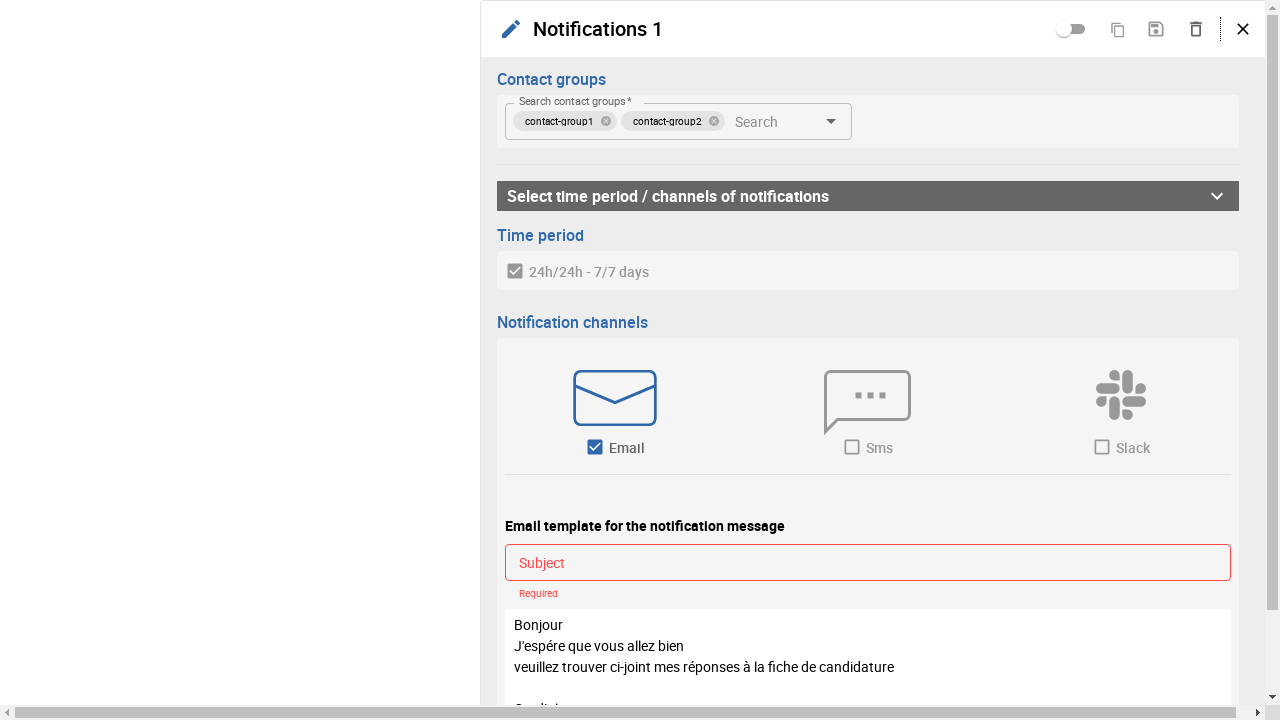 Notifications 1
Contact groups
Search contact groups *
contact-group1
contact-group2
Search
Select time period / channels of notifications
Time period
24h/24h - 7/7 days
Notification channels
Email
Sms
Slack
Email template for the notification message
Subject
Required
Bonjour
J'espére que vous allez bien
veuillez trouver ci-joint mes réponses à la fiche de candidature